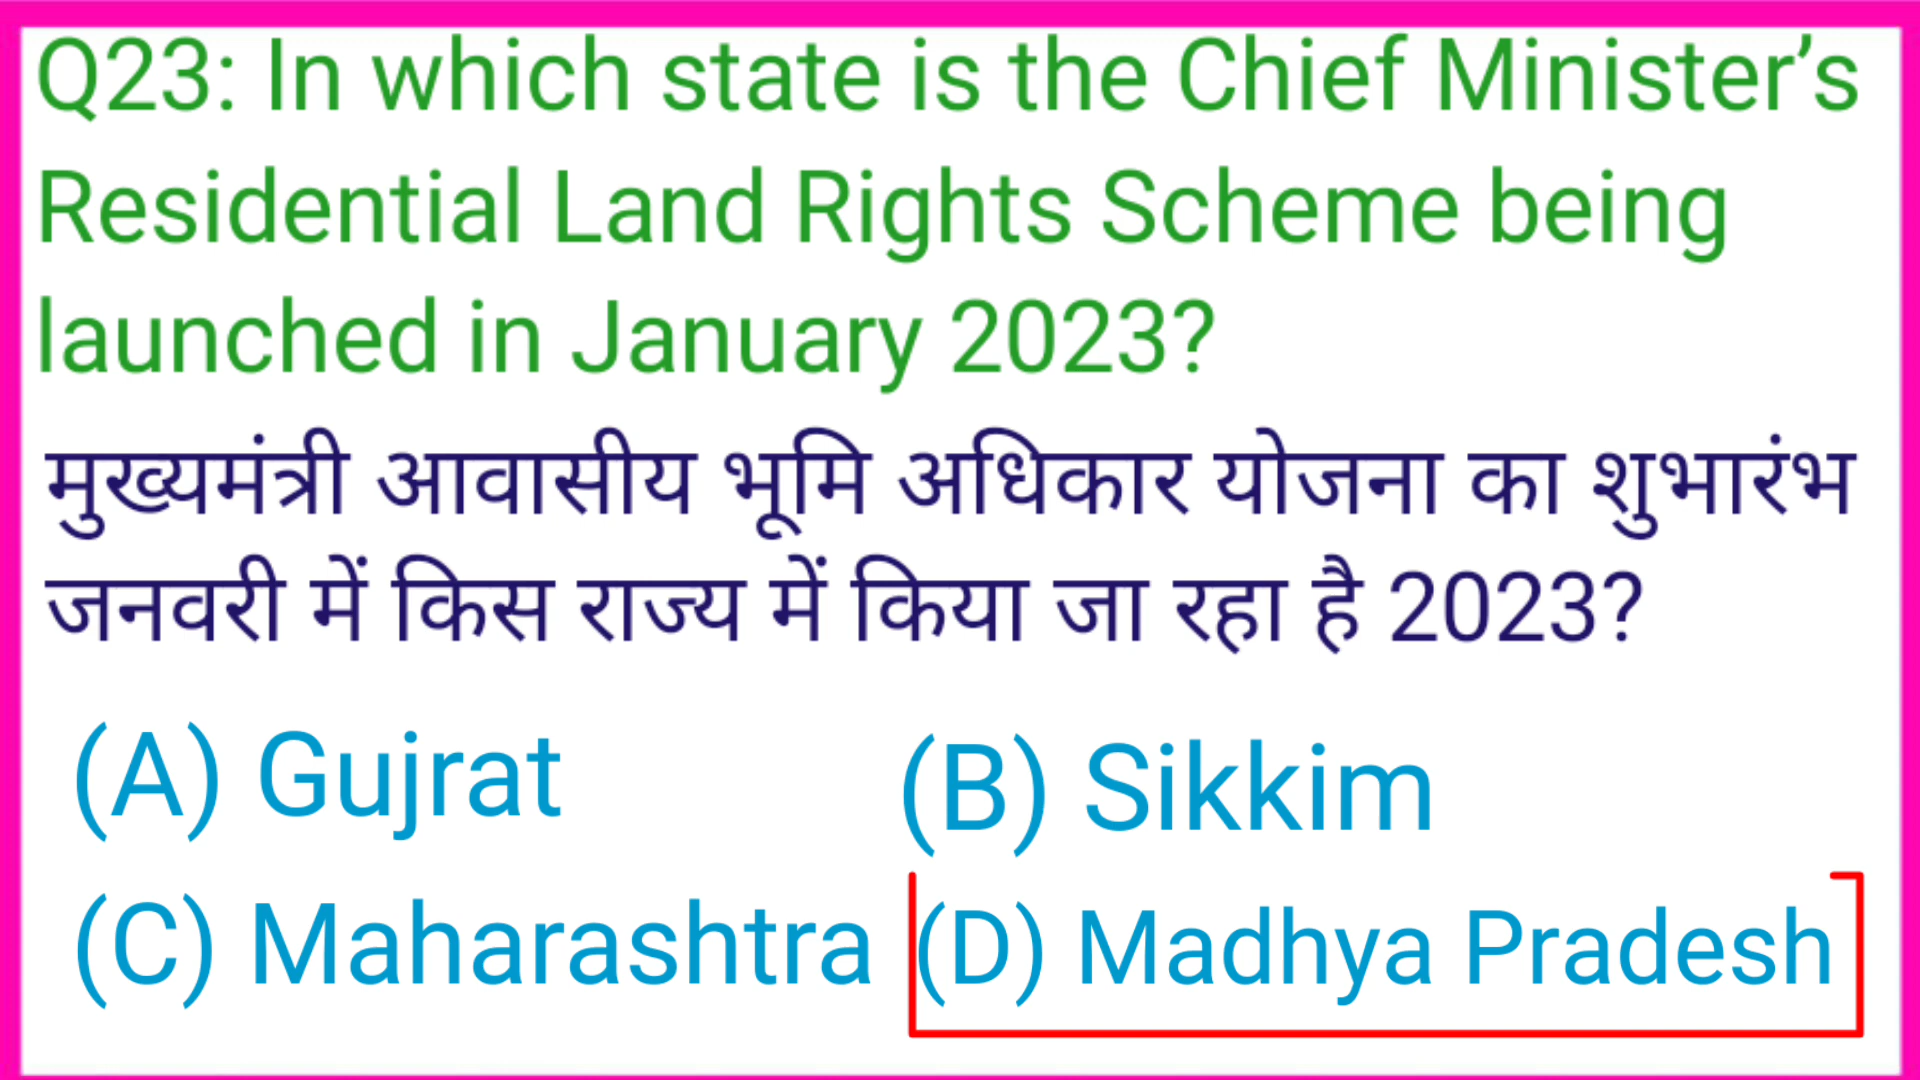 Q23: In which state is the Chief Minister’s
Residential Land Rights Scheme being
launched in January 2023?
मुख्यमंत्री आवासीय भूमि अधिकार योजना का शुभारंभ
जनवरी में किस राज्य में किया जा रहा है 2023?
(A) Gujrat (B) Sikkim
(C) Maharashtra (D) Madhya Pradesh